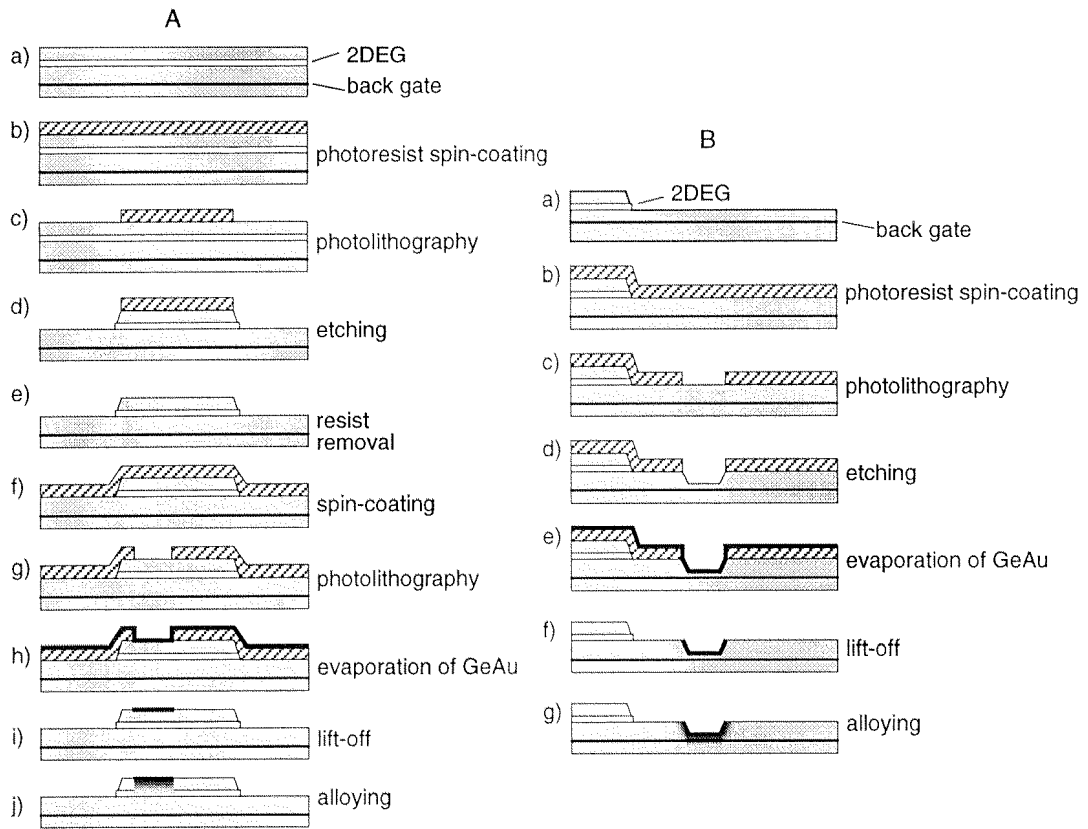 A
a)
2DEG
back gate
b)
photoresist spin-coating
c)
photolithography
d)
etching
e)
resist
removal
f)
spin-coating
g)
photolithography
h)
evaporation of GeAu
i)
lift-off
j)
alloying
B
a)
2DEG
back gate
b)
photoresist spin-coating
c)
photolithography
d)
etching
e)
evaporation of GeAu
f)
lift-off
g)
alloying